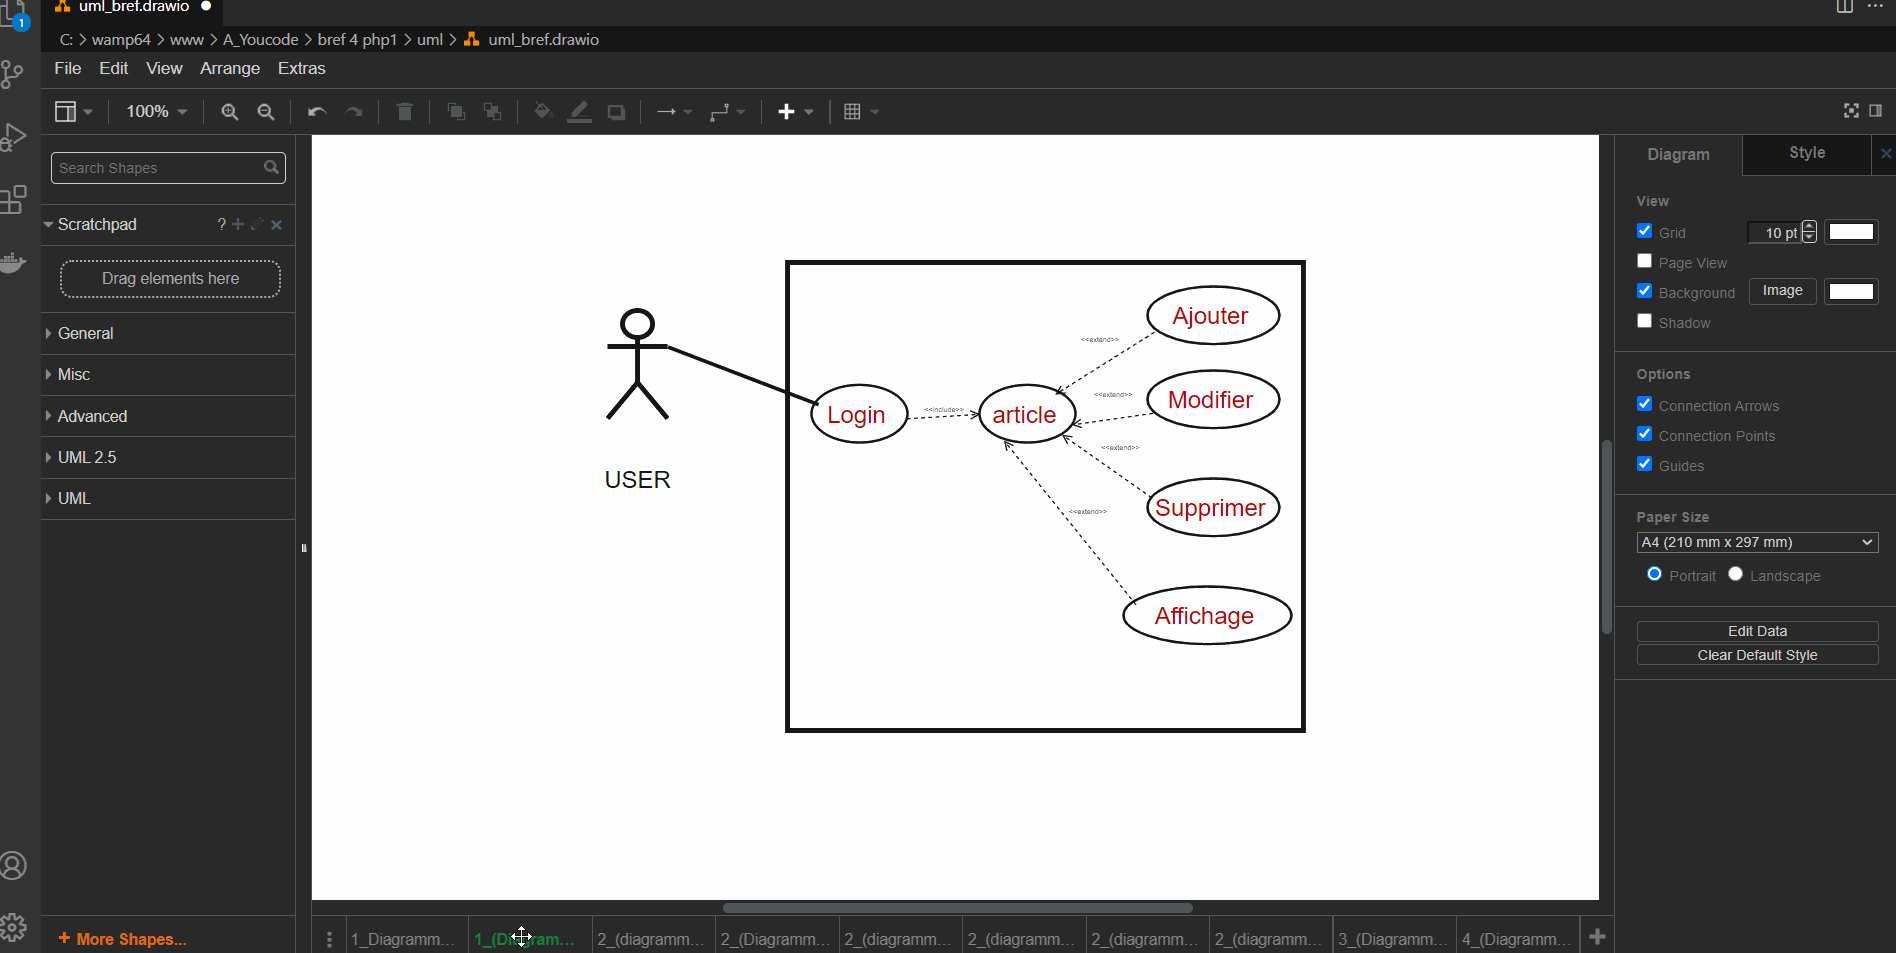 uml_bref.drawio
1
C: > wamp64 > www > A_Youcode > bref 4 php1 > uml > uml_bref.drawio
File Edit View Arrange Extras
100%
Search Shapes
Scratchpad ?
Drag elements here
General
Misc
Advanced
UML 2.5
UML
+ More Shapes...
USER
Login
<<include>>
article
<<extend>>
Ajouter
<<extend>>
Modifier
<<extend>>
Supprimer
<<extend>>
Affichage
Diagram Style
View
Grid 10 pt
Page View
Background Image
Shadow
Options
Connection Arrows
Connection Points
Guides
Paper Size
A4 (210 mm x 297 mm)
Portrait Landscape
Edit Data
Clear Default Style
1_Diagramm... 1_(Diagram... 2_(diagramm... 2_(Diagramm... 2_(diagramm... 2_(diagramm... 2_(diagramm... 2_(diagramm... 3_(Diagramm... 4_(Diagramm...